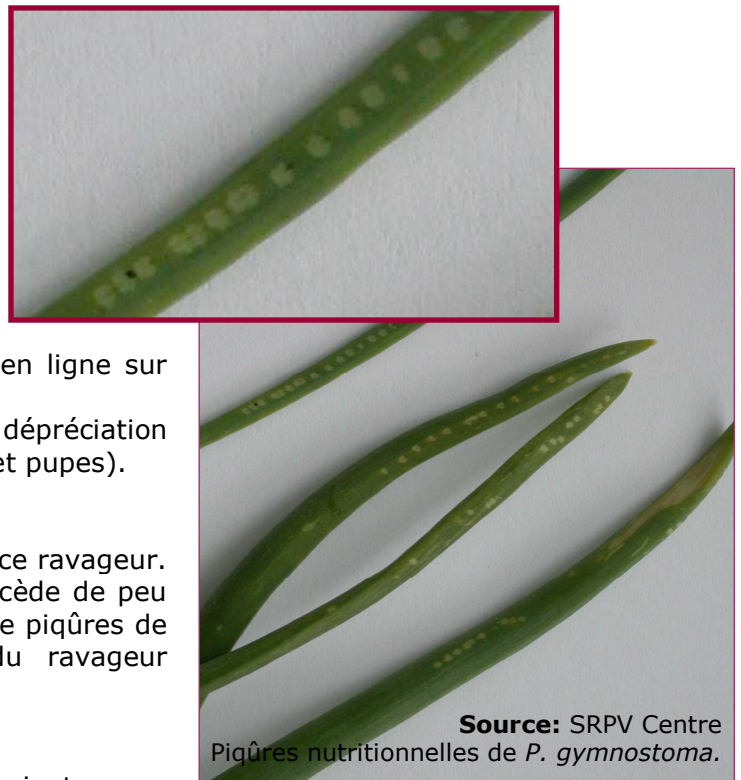 en ligne sur
dépréciation
et pupes).
ce ravageur.
cède de peu
e piqûres de
du ravageur
Source: SRPV Centre
Piqûres nutritionnelles de P. gymnostoma.